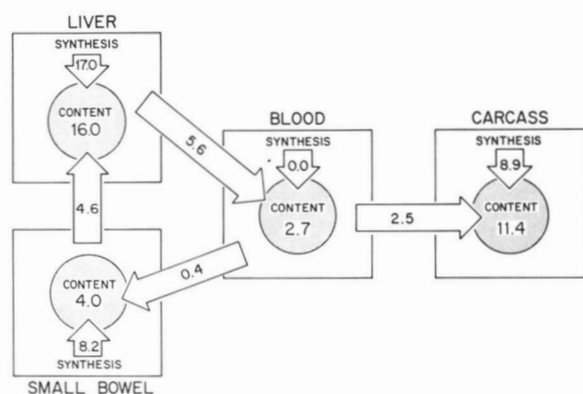 LIVER
SYNTHESIS
17.0
CONTENT
16.0
5.6
4.6
0.4
CONTENT
4.0
8.2
SYNTHESIS
SMALL BOWEL
BLOOD
SYNTHESIS
0.0
CONTENT
2.7
2.5
CARCASS
SYNTHESIS
8.9
CONTENT
11.4